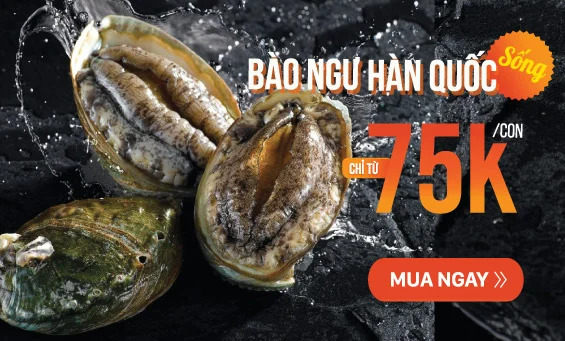 BÀO NGƯ HÀN QUỐC
Sống
CHỈ TỪ
75K
/CON
MUA NGAY »